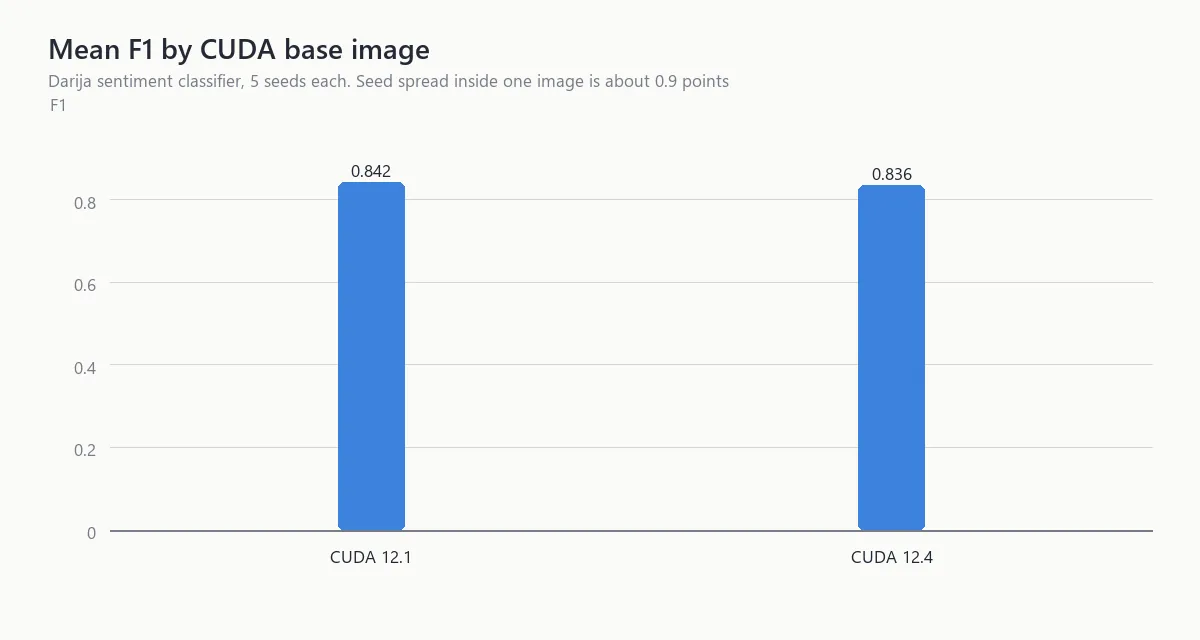 Mean F1 by CUDA base image
Darija sentiment classifier, 5 seeds each. Seed spread inside one image is about 0.9 points
F1
0.842
0.836
0.8
0.6
0.4
0.2
0
CUDA 12.1
CUDA 12.4